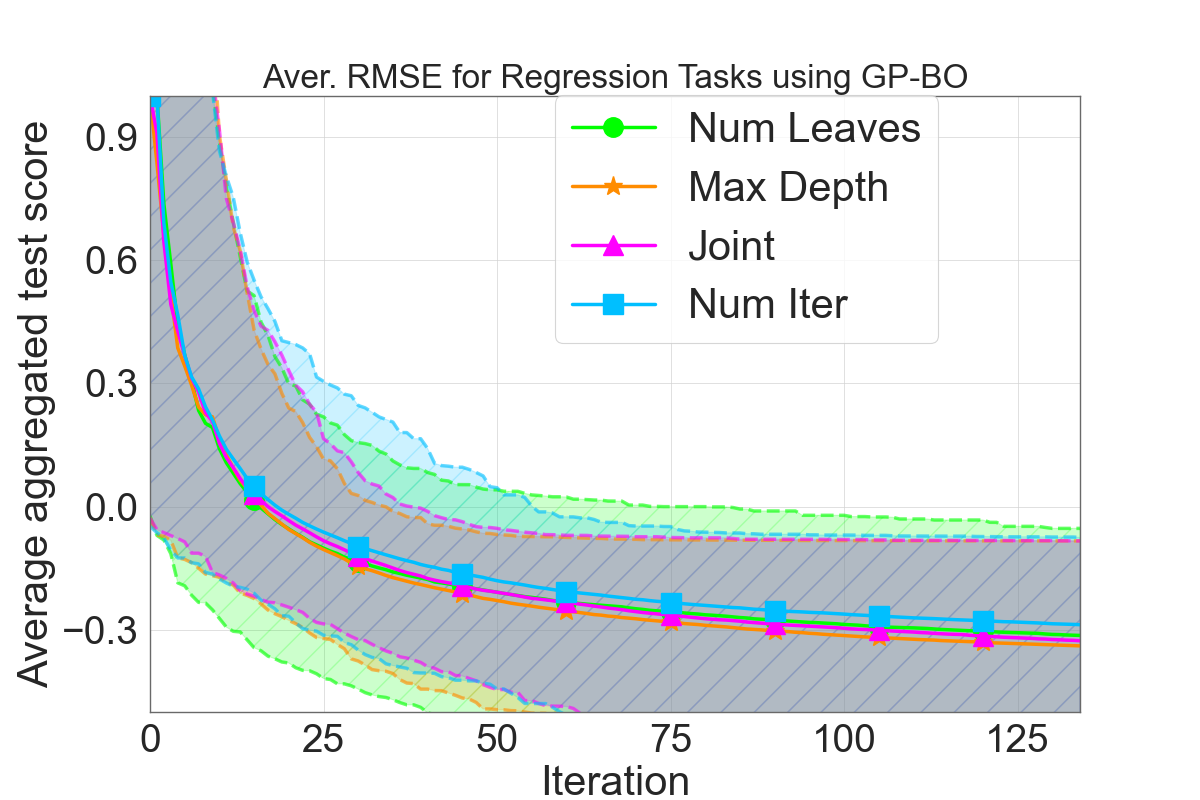 Aver. RMSE for Regression Tasks using GP-BO
Average aggregated test score
0.9
0.6
0.3
0.0
−0.3
Num Leaves
Max Depth
Joint
Num Iter
0 25 50 75 100 125
Iteration